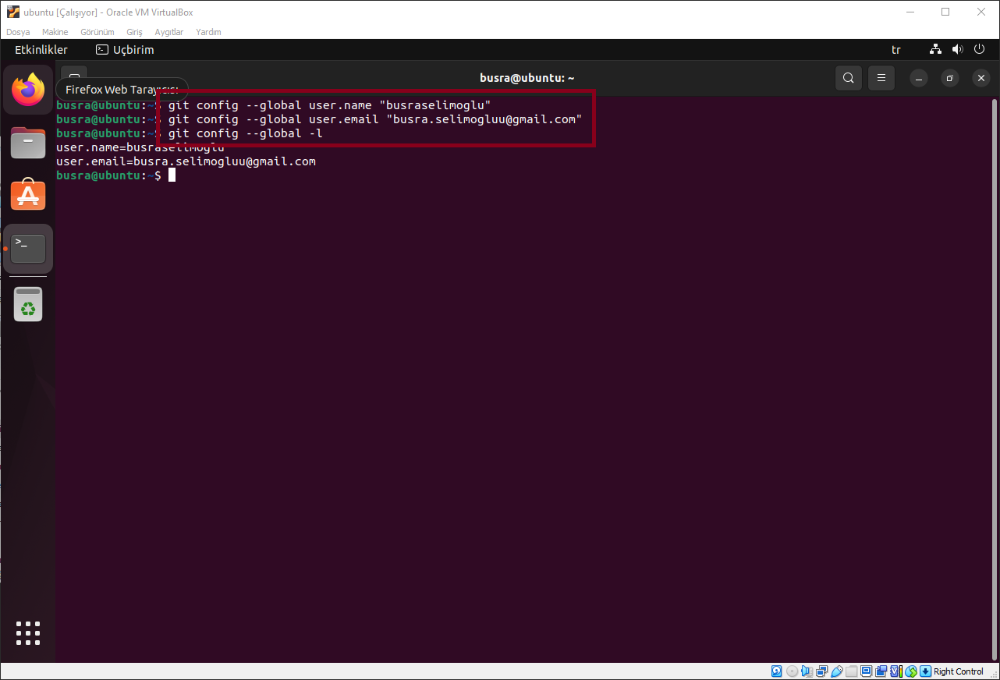 ubuntu [Çalışıyor] - Oracle VM VirtualBox
Dosya Makine Görünüm Giriş Aygıtlar Yardım
Etkinlikler Uçbirim tr
busra@ubuntu: ~
Firefox Web Tarayıcısı
busra@ubuntu:~$ git config --global user.name "busraselimoglu"
busra@ubuntu:~$ git config --global user.email "busra.selimogluu@gmail.com"
busra@ubuntu:~$ git config --global -l
user.name=busraselimoglu
user.email=busra.selimogluu@gmail.com
busra@ubuntu:~$
Right Control